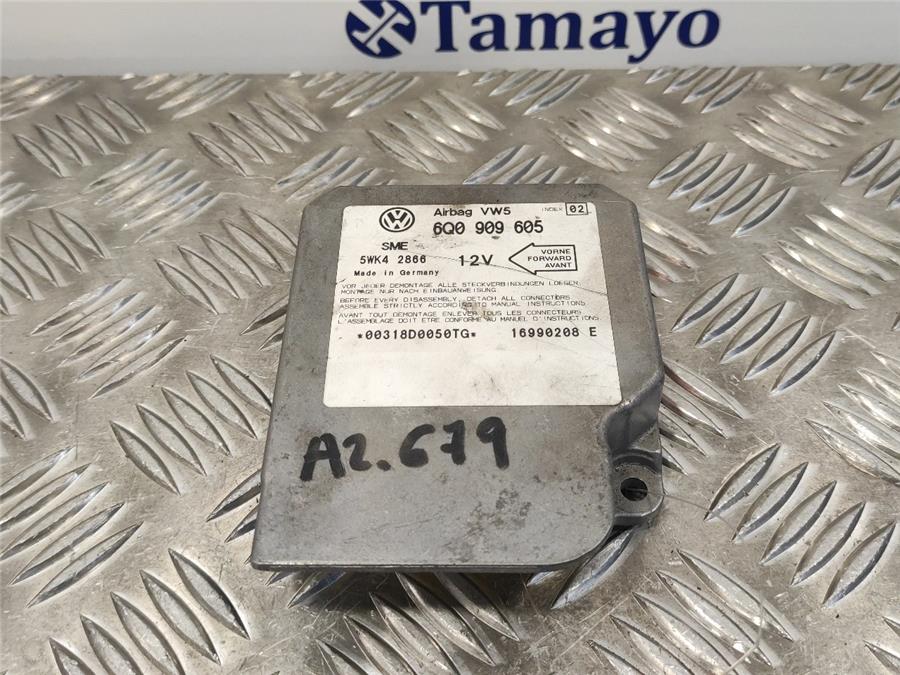 Tamayo
Airbag VW5 INDEX 02
6Q0 909 605
SME
5WK4 2866 12V
VORNE
FORWARD
AVANT
Made in Germany
VOR JEDER DEMONTAGE ALLE STECKVERBINDUNGEN LOESEN
MONTAGE NUR NACH EINBAUANWEISUNG.
BEFORE EVERY DISASSEMBLY, DETACH ALL CONNECTORS
ASSEMBLE STRICTLY ACCORDING TO MANUAL INSTRUCTIONS.
AVANT TOUT DEMONTAGE ENLEVER TOUS LES CONNECTEURS
L'ASSEMBLAGE DOIT ETRE CONFORME AU MANUEL D'INSTRUCTIONS.
*00318D0050TG* 16990208 E
A2.679